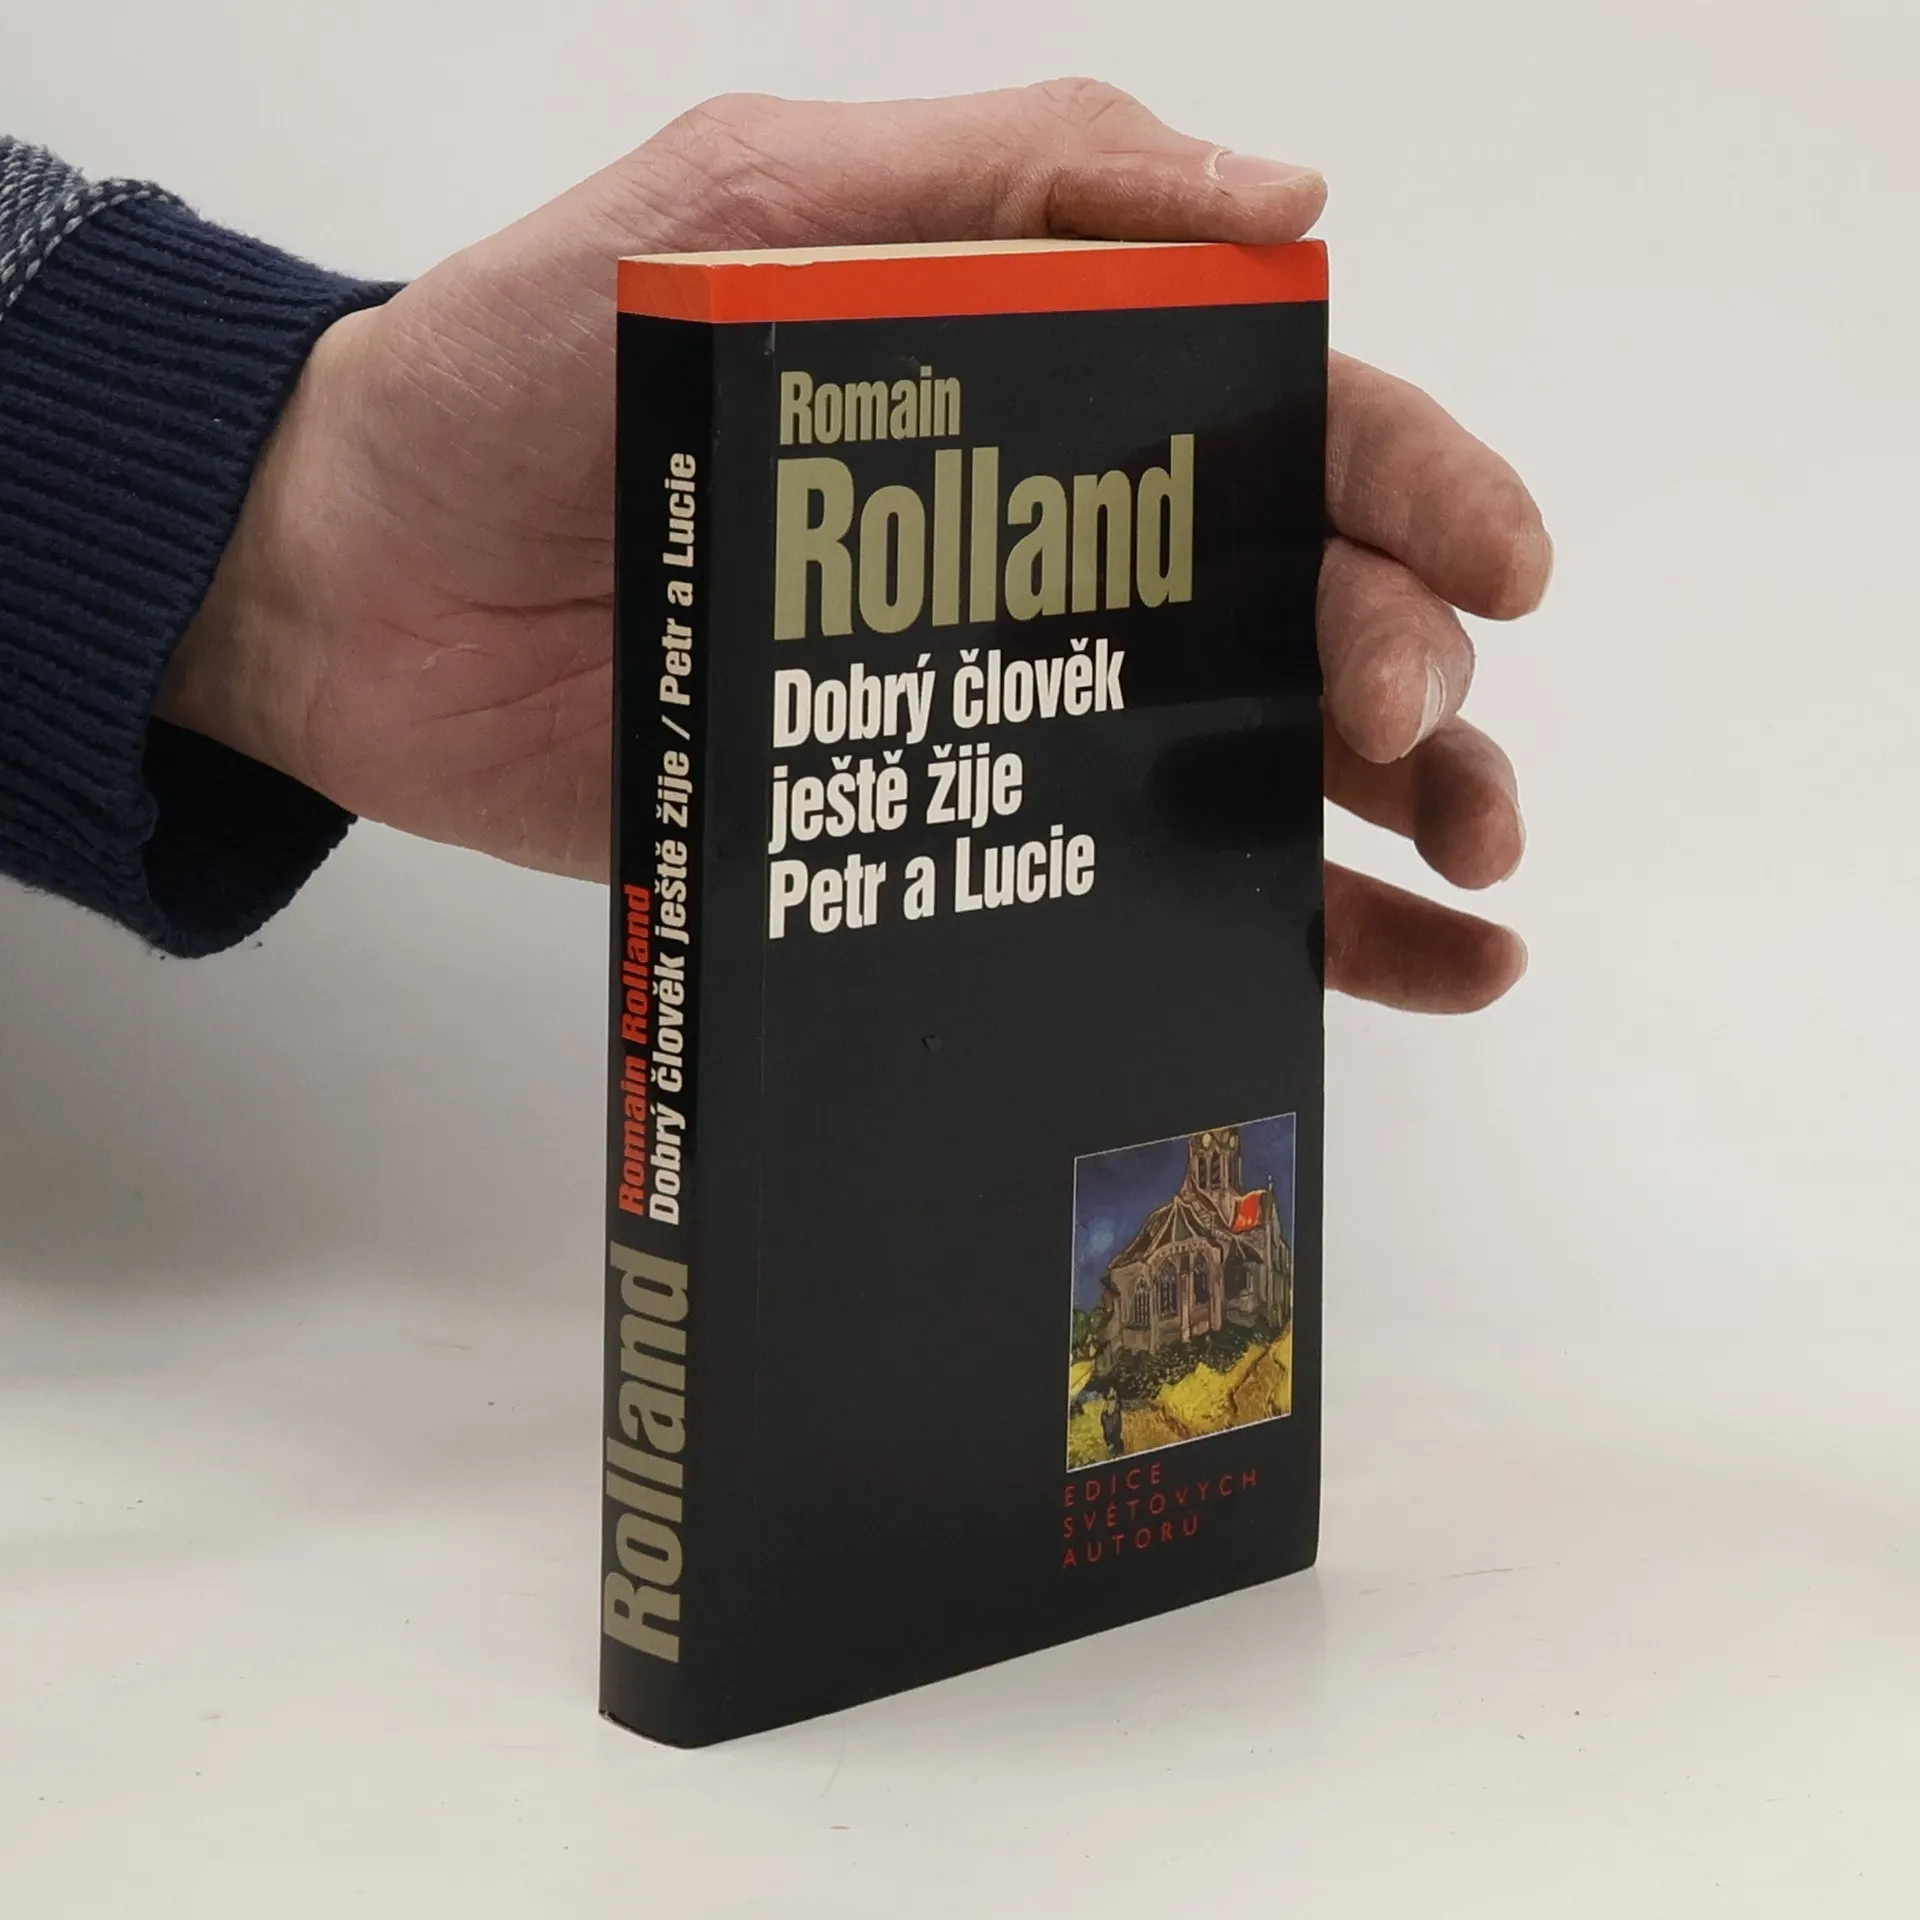 Romain
Rolland
Dobrý člověk
ještě žije
Petr a Lucie
EDICE
SVĚTOVÝCH
AUTORŮ
Romain Rolland
Dobrý člověk ještě žije / Petr a Lucie
Rolland